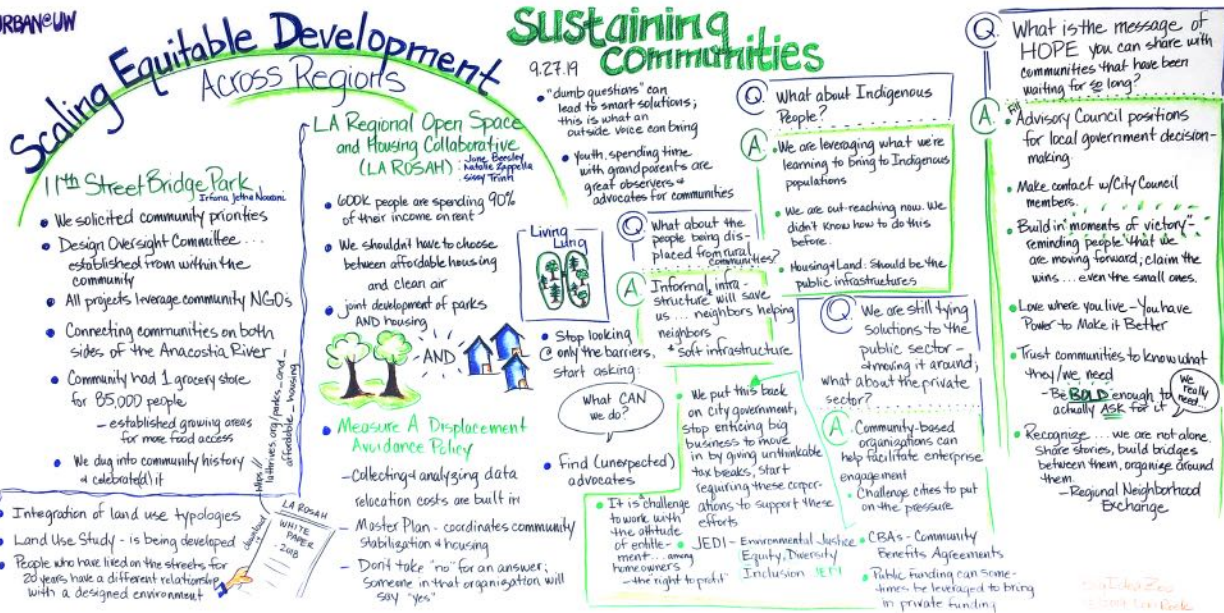 URBAN@UW
Scaling Equitable Development
Across Regions
Sustaining
Communities
9.27.19
11th Street Bridge Park
• We solicited community priorities
• Design Oversight Committee...
established from within the
community
• All projects leverage community NGOs
• Connecting communities on both
sides of the Anacostia River
• Community had 1 grocery store
for 85,000 people
– established growing areas
for more food access
• We dug into community history
& celebrate(d) it
• Integration of land use typologies
• Land Use Study - is being developed
• People who have lived on the streets for
20 years have a different relationship
with a designed environment
https://
lathrives.org/parks_and_
affordable_housing
download it
LA ROSAH
WHITE
PAPER
- 2018
LA Regional Open Space
and Housing Collaborative
(LA ROSAH)
: June Beesley
: Natalie Zappella
: Sissy Trinh
• 600K people are spending 90%
of their income on rent
• We shouldn't have to choose
between affordable housing
and clean air
• joint development of parks
AND housing
-AND-
• Measure A Displacement
Avoidance Policy
– Collecting & analyzing data
relocation costs are built in
– Master Plan - coordinates community
stabilization & housing
– Don't take "no" for an answer;
someone in that organization will
say "yes"
• "dumb questions" can
lead to smart solutions;
this is what an
outside voice can bring
• Youth, spending time
with grandparents are
great observers &
advocates for communities
Living
Lung
• Stop looking
@ only the barriers,
start asking:
What CAN
we do?
• Find (unexpected)
advocates
Q. What about Indigenous
People?
A. • We are leveraging what we're
learning to bring to Indigenous
populations
• We are out-reaching now. We
didn't know how to do this
before.
• Housing & Land: should be the
public infrastructures
Q. What about the
people being dis-
placed from rural
communities?
A. Informal infra-
structure will save
us... neighbors helping
neighbors
* Soft infrastructure
Q. We are still tying
solutions to the
public sector –
& moving it around;
what about the private
sector?
A. • Community-based
organizations can
help facilitate enterprise
engagement
• Challenge cities to put
on the pressure
• CBAs - Community
Benefits Agreements
• Public Funding can some-
times be leveraged to bring
in private funding
• We put this back
on city government,
stop enticing big
business to move
in by giving unthinkable
tax breaks, start
requiring these corpor-
ations to support these
efforts
• It is a challenge
to work with
the attitude
of entitle-
ment... among
homeowners
– the "right to profit"
• JEDI - Environmental Justice
Equity, Diversity
Inclusion JEDI
Q. What is the message of
HOPE you can share with
communities that have been
waiting for so long?
A. • Fill Advisory Council positions
for local government decision-
making.
• Make contact w/City Council
members.
• Build in "moments of victory" -
reminding people that we
are moving forward; claim the
wins... even the small ones.
• Love where you live - You have
Power to Make it Better
• Trust communities to know what
they/we need
- Be BOLD enough to
actually ASK for it
We
really
need...
• Recognize... we are not alone.
Share stories, build bridges
between them, organize around
them.
– Regional Neighborhood
Exchange